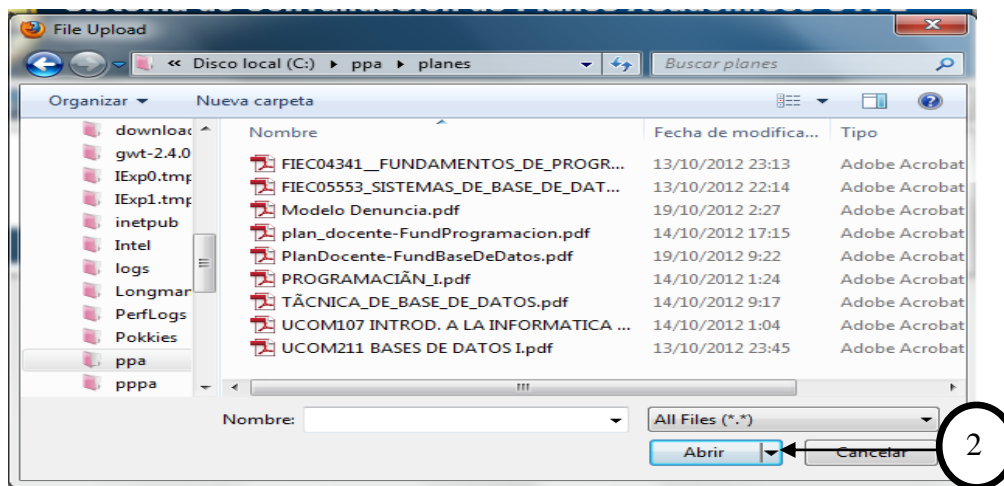 File Upload
« Disco local (C:) ▸ ppa ▸ planes
Buscar planes
Organizar
Nueva carpeta
Nombre
Fecha de modifica...
Tipo
download
gwt-2.4.0
IExp0.tmp
IExp1.tmp
inetpub
Intel
logs
Longman
PerfLogs
Pokkies
ppa
pppa
FIEC04341__FUNDAMENTOS_DE_PROGR... 13/10/2012 23:13 Adobe Acrobat
FIEC05553_SISTEMAS_DE_BASE_DE_DAT... 13/10/2012 22:14 Adobe Acrobat
Modelo Denuncia.pdf 19/10/2012 2:27 Adobe Acrobat
plan_docente-FundProgramacion.pdf 14/10/2012 17:15 Adobe Acrobat
PlanDocente-FundBaseDeDatos.pdf 19/10/2012 9:22 Adobe Acrobat
PROGRAMACIÃN_I.pdf 14/10/2012 1:24 Adobe Acrobat
TÃCNICA_DE_BASE_DE_DATOS.pdf 14/10/2012 9:17 Adobe Acrobat
UCOM107 INTROD. A LA INFORMATICA ... 14/10/2012 1:04 Adobe Acrobat
UCOM211 BASES DE DATOS I.pdf 13/10/2012 23:45 Adobe Acrobat
Nombre:
All Files (*.*)
Abrir
Cancelar
2